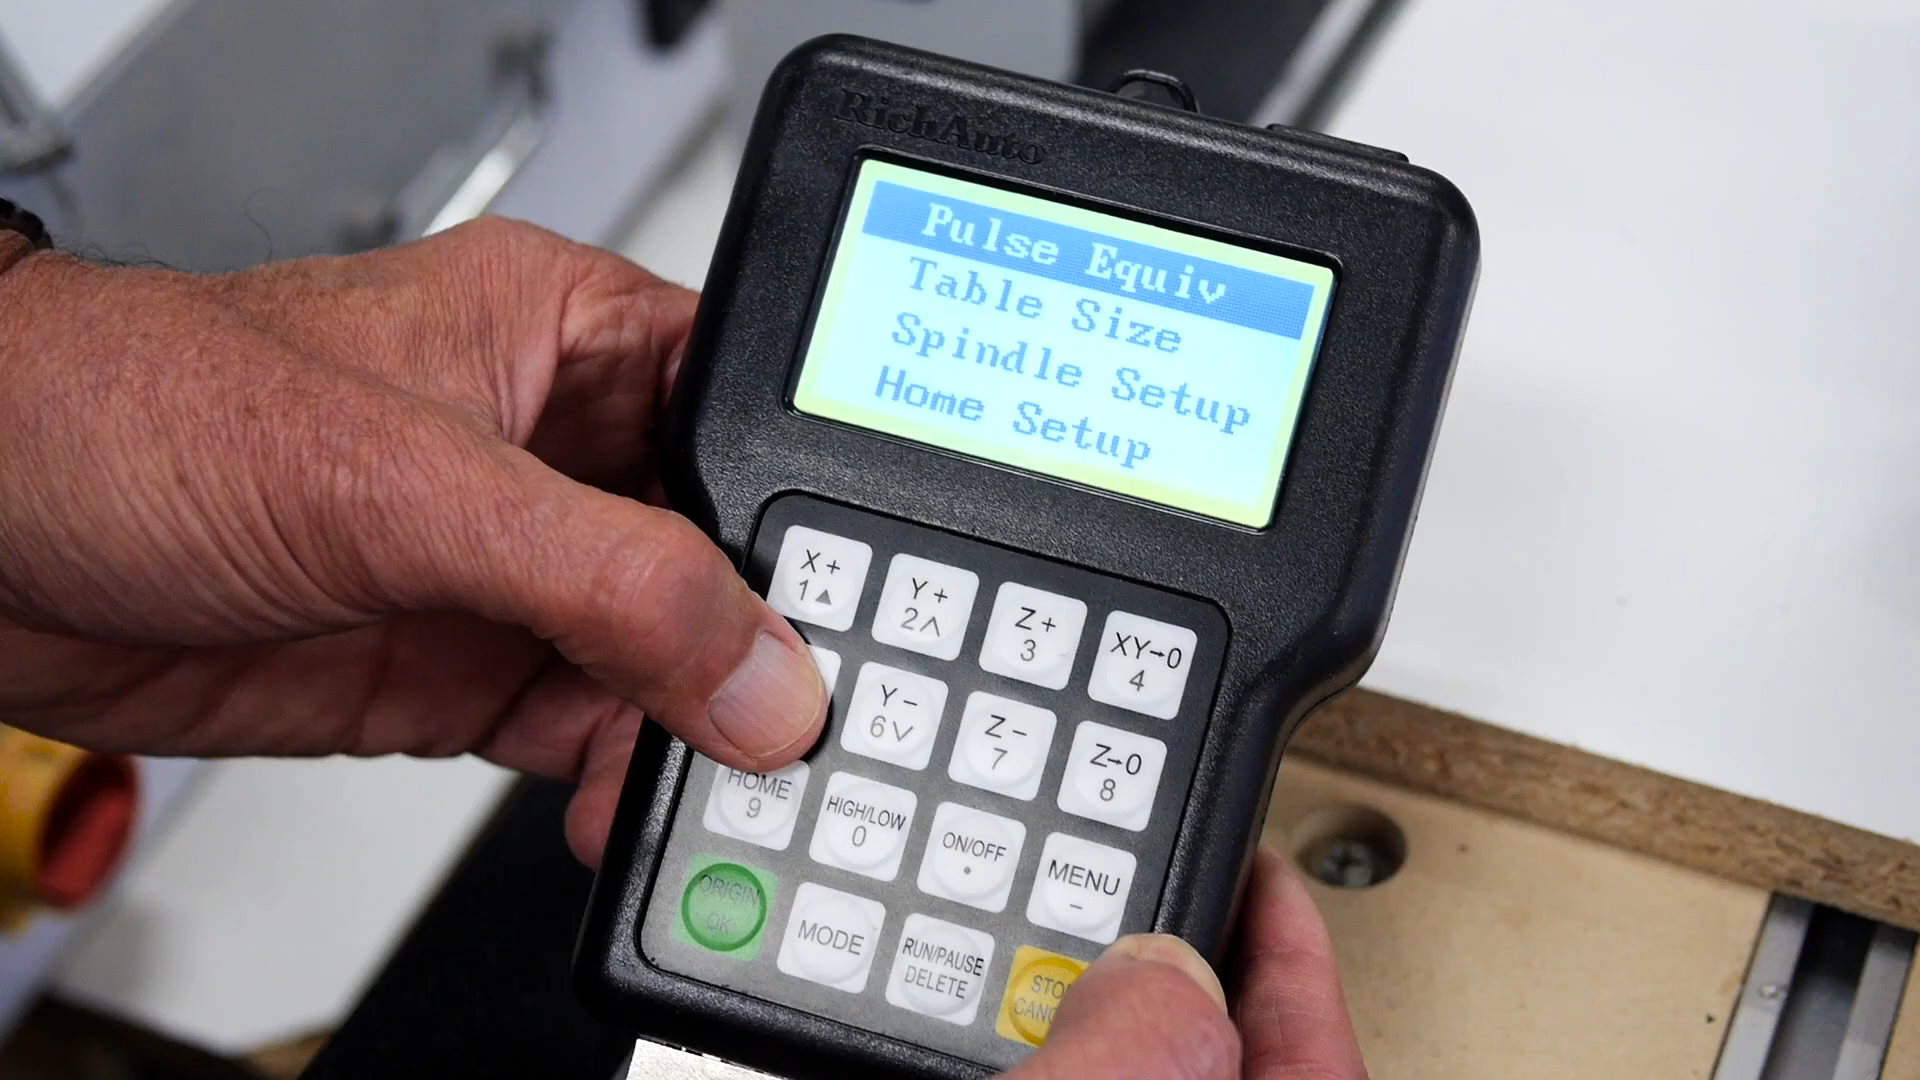 RichAuto
Pulse Equiv
Table Size
Spindle Setup
Home Setup
X+
1▲
Y+
2∧
Z+
3
XY→0
4
Y-
6∨
Z-
7
Z→0
8
HOME
9
HIGH/LOW
0
ON/OFF
•
MENU
-
ORIGIN
OK
MODE
RUN/PAUSE
DELETE